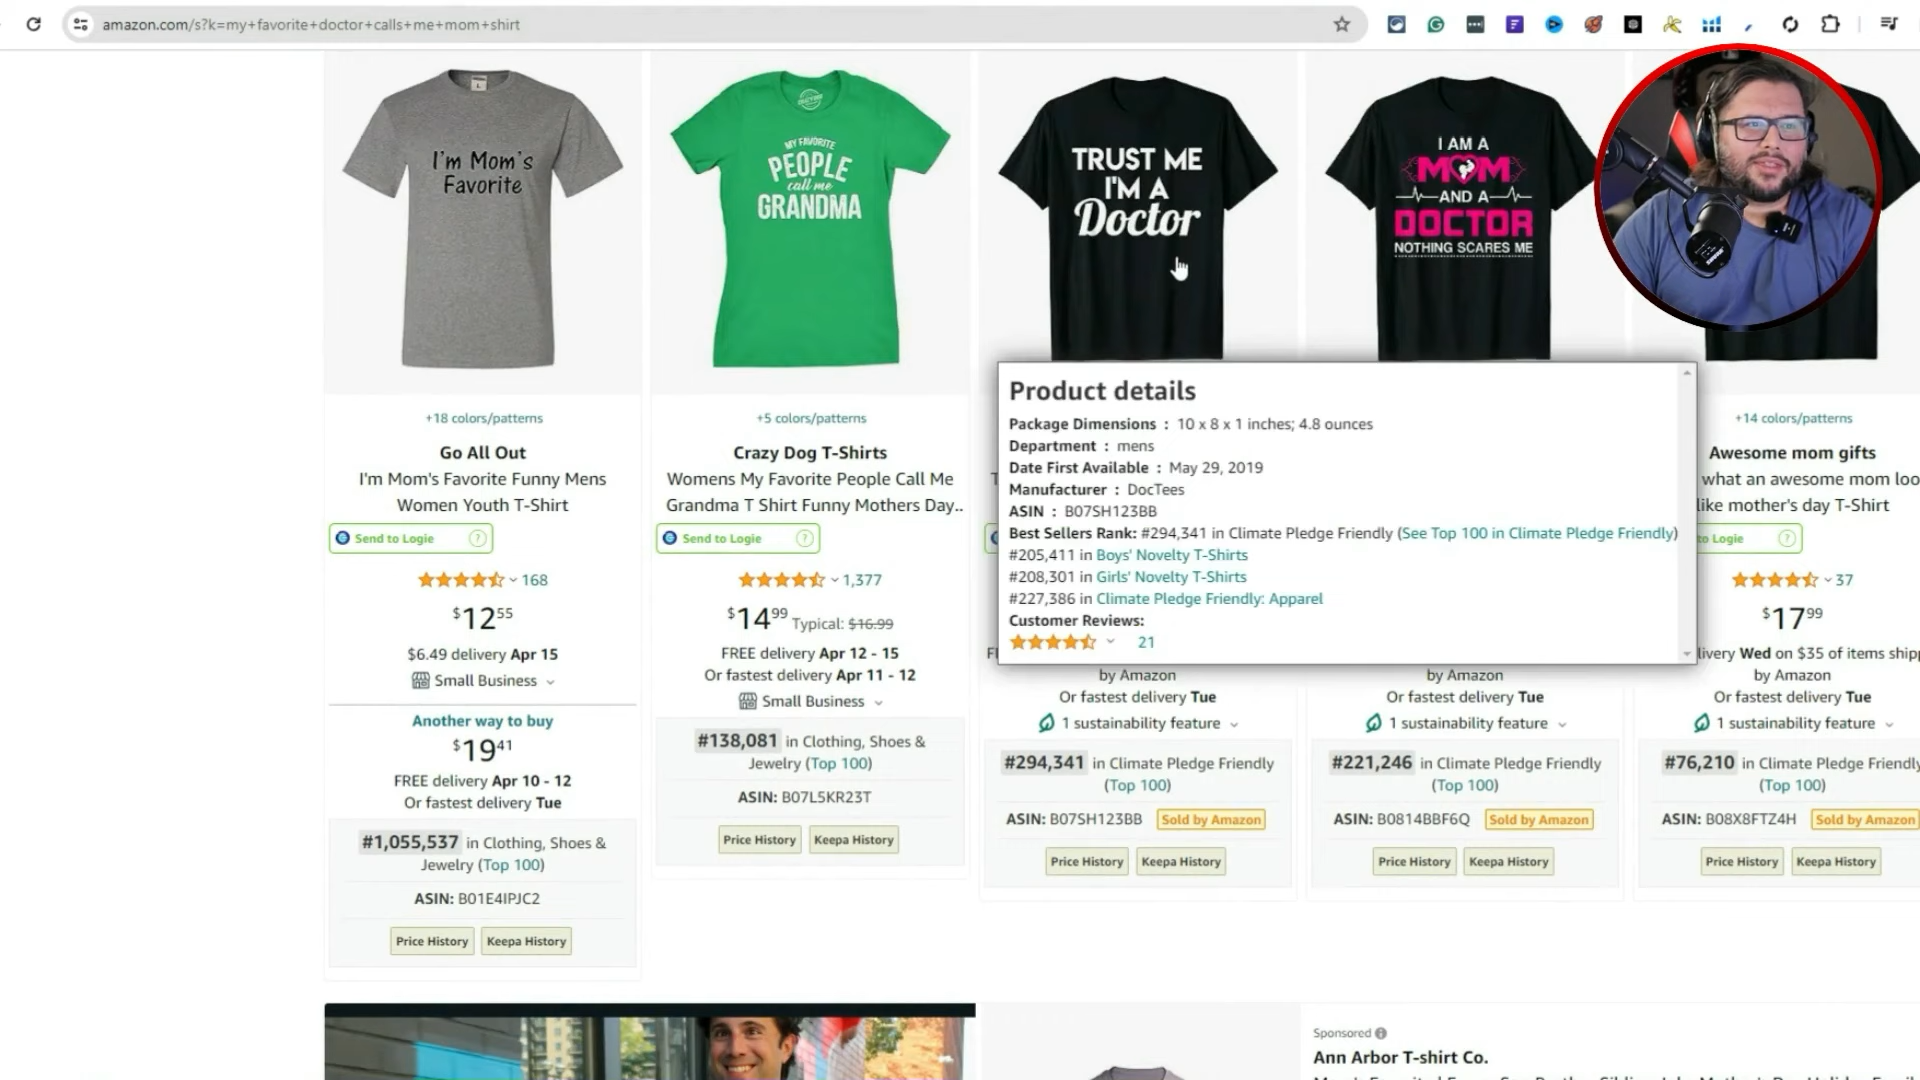 amazon.com/s?k=my+favorite+doctor+calls+me+mom+shirt
I'm Mom's
Favorite
+18 colors/patterns
Go All Out
I'm Mom's Favorite Funny Mens
Women Youth T-Shirt
Send to Logie ?
168
$12 55
$6.49 delivery Apr 15
Small Business
Another way to buy
$19 41
FREE delivery Apr 10 - 12
Or fastest delivery Tue
#1,055,537 in Clothing, Shoes &
Jewelry (Top 100)
ASIN: B01E4IPJC2
Price History Keepa History
MY FAVORITE
PEOPLE
call me
GRANDMA
+5 colors/patterns
Crazy Dog T-Shirts
Womens My Favorite People Call Me
Grandma T Shirt Funny Mothers Day..
Send to Logie ?
1,377
$14 99 Typical: $16.99
FREE delivery Apr 12 - 15
Or fastest delivery Apr 11 - 12
Small Business
#138,081 in Clothing, Shoes &
Jewelry (Top 100)
ASIN: B07L5KR23T
Price History Keepa History
TRUST ME
I'M A
Doctor
Product details
Package Dimensions : 10 x 8 x 1 inches; 4.8 ounces
Department : mens
Date First Available : May 29, 2019
Manufacturer : DocTees
ASIN : B07SH123BB
Best Sellers Rank: #294,341 in Climate Pledge Friendly (See Top 100 in Climate Pledge Friendly)
#205,411 in Boys' Novelty T-Shirts
#208,301 in Girls' Novelty T-Shirts
#227,386 in Climate Pledge Friendly: Apparel
Customer Reviews:
21
by Amazon
Or fastest delivery Tue
1 sustainability feature
#294,341 in Climate Pledge Friendly
(Top 100)
ASIN: B07SH123BB Sold by Amazon
Price History Keepa History
I AM A
MOM
AND A
DOCTOR
NOTHING SCARES ME
by Amazon
Or fastest delivery Tue
1 sustainability feature
#221,246 in Climate Pledge Friendly
(Top 100)
ASIN: B0814BBF6Q Sold by Amazon
Price History Keepa History
+14 colors/patterns
Awesome mom gifts
what an awesome mom loo
like mother's day T-Shirt
to Logie ?
37
$17 99
livery Wed on $35 of items shipp
by Amazon
Or fastest delivery Tue
1 sustainability feature
#76,210 in Climate Pledge Friendly
(Top 100)
ASIN: B08X8FTZ4H Sold by Amazon
Price History Keepa History
Sponsored
Ann Arbor T-shirt Co.